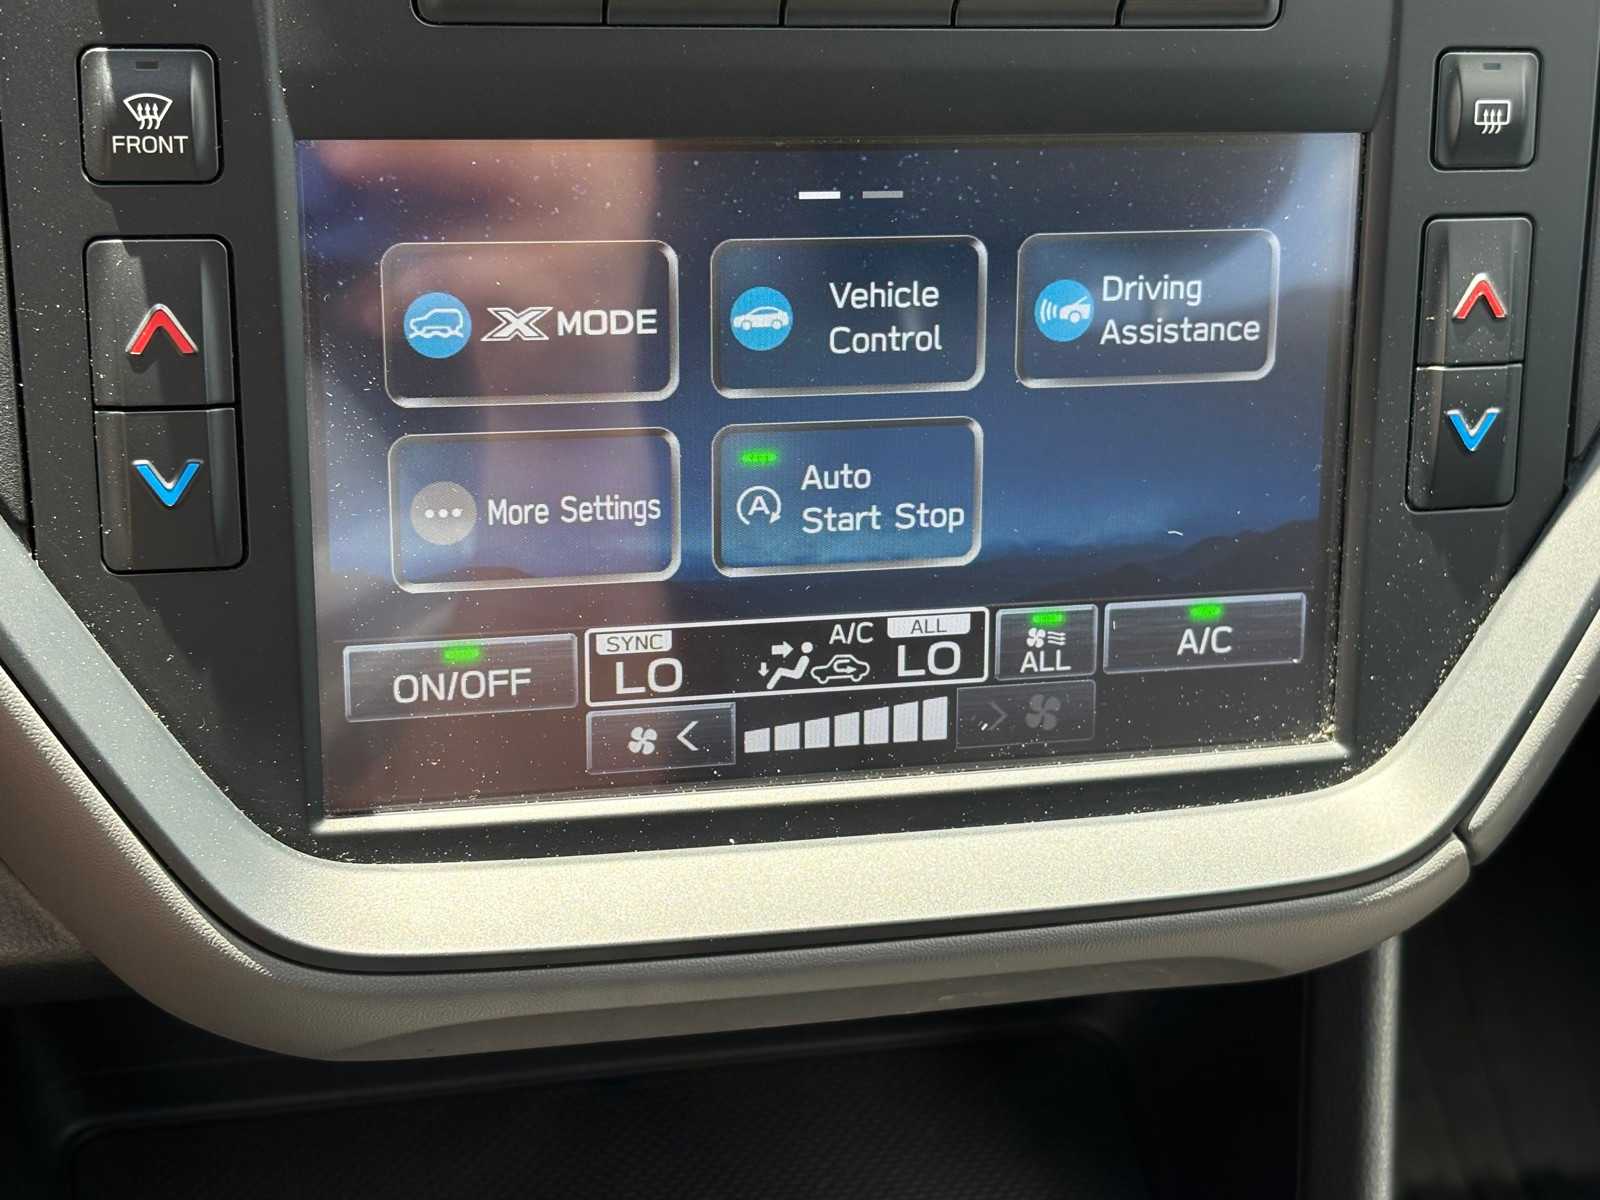 FRONT
X MODE
Vehicle
Control
Driving
Assistance
More Settings
A
Auto
Start Stop
ON/OFF
SYNC
LO
A/C
ALL
LO
ALL
A/C